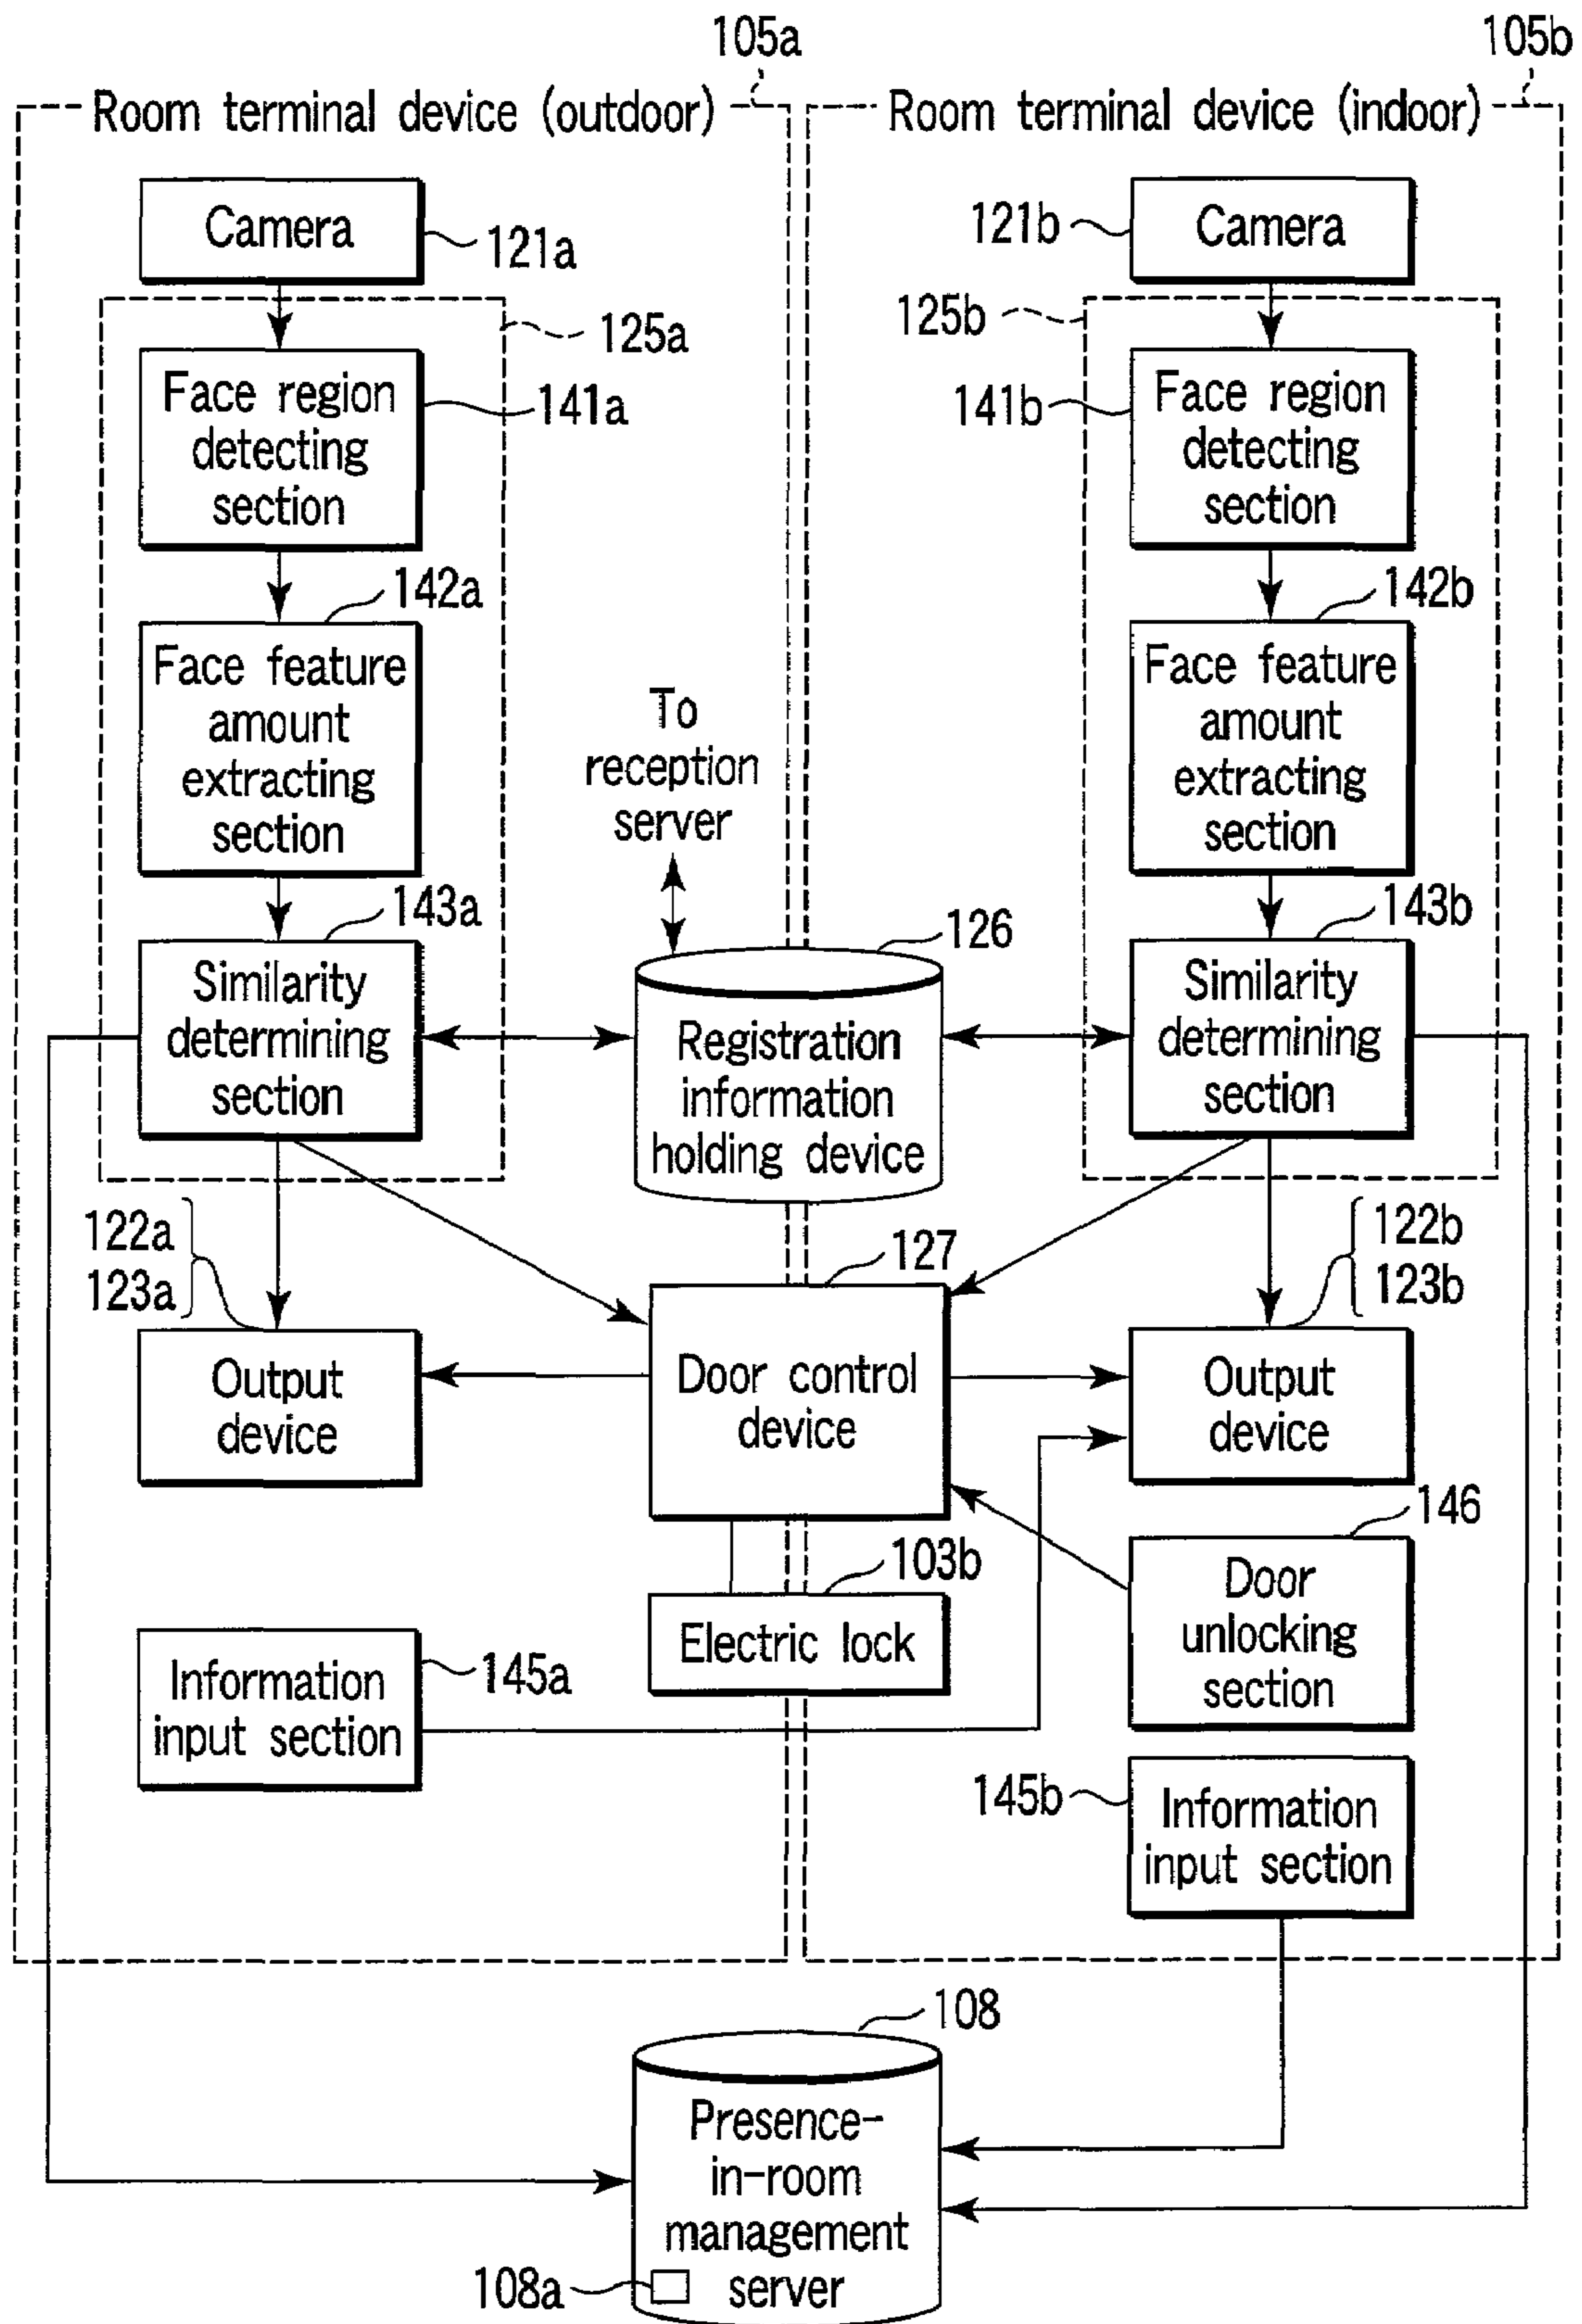 105a
105b
Room terminal device (outdoor)
Room terminal device (indoor)
Camera
121a
121b
Camera
125a
125b
Face region
detecting
section
141a
141b
Face region
detecting
section
142a
142b
Face feature
amount
extracting
section
To
reception
server
Face feature
amount
extracting
section
143a
126
143b
Similarity
determining
section
Registration
information
holding device
Similarity
determining
section
122a
123a
127
122b
123b
Output
device
Door control
device
Output
device
146
103b
Electric lock
Door
unlocking
section
Information
input section
145a
145b
Information
input section
108
Presence-
in-room
management
server
108a